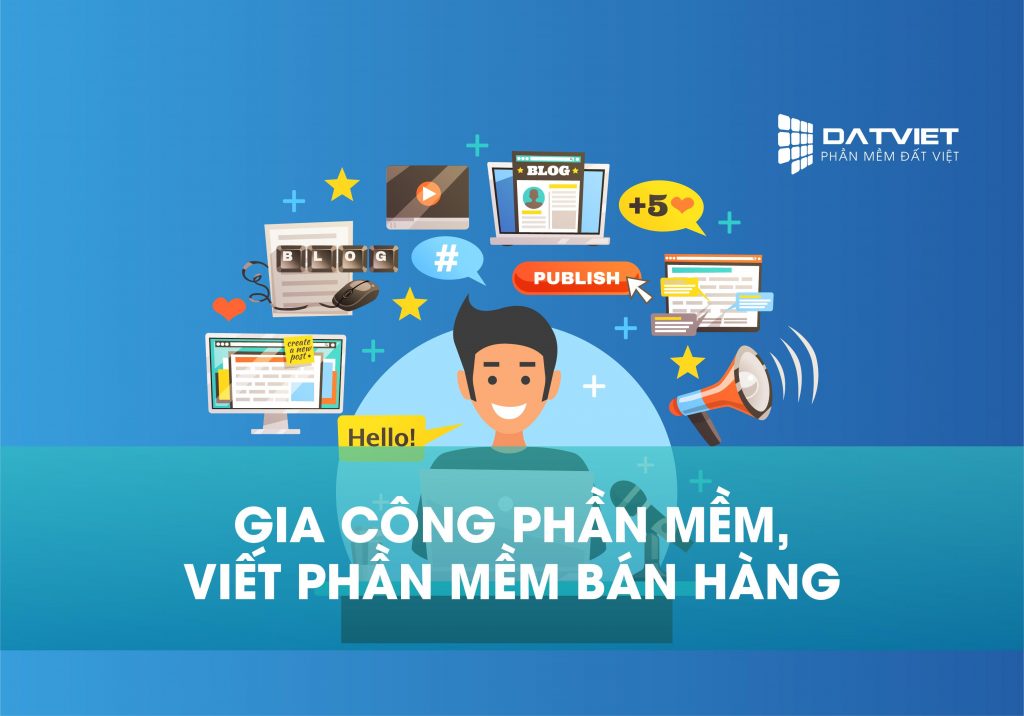 DATVIET
PHẦN MỀM ĐẤT VIỆT
BLOG
+5
BLOG
#
PUBLISH
create
a new
post+
Hello!
GIA CÔNG PHẦN MỀM,
VIẾT PHẦN MỀM BÁN HÀNG